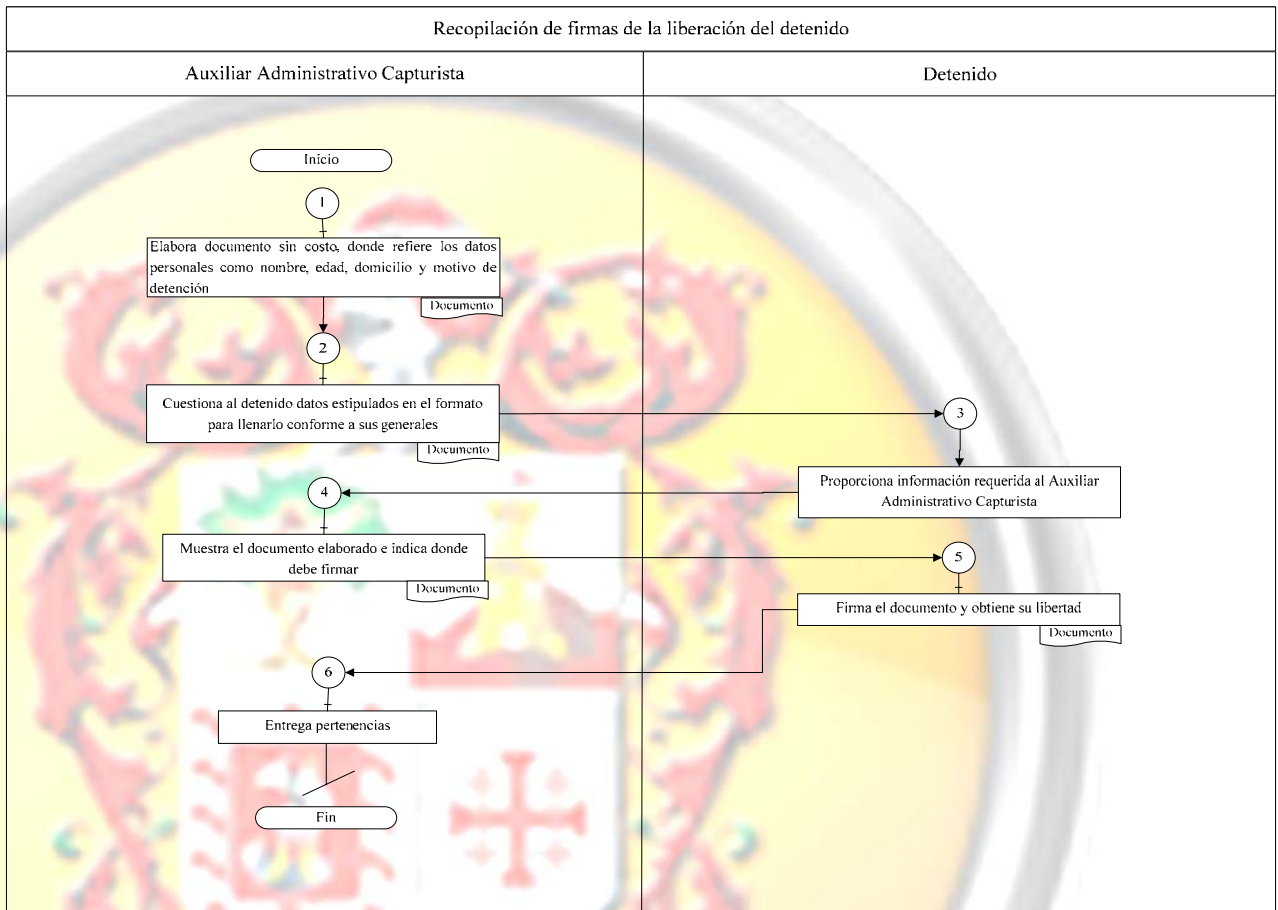 Recopilación de firmas de la liberación del detenido
Auxiliar Administrativo Capturista
Detenido
Inicio
1
Elabora documento sin costo, donde refiere los datos
personales como nombre, edad, domicilio y motivo de
detención
Documento
2
Cuestiona al detenido datos estipulados en el formato
para llenarlo conforme a sus generales
Documento
3
Proporciona información requerida al Auxiliar
Administrativo Capturista
4
Muestra el documento elaborado e indica donde
debe firmar
Documento
5
Firma el documento y obtiene su libertad
Documento
6
Entrega pertenencias
Fin